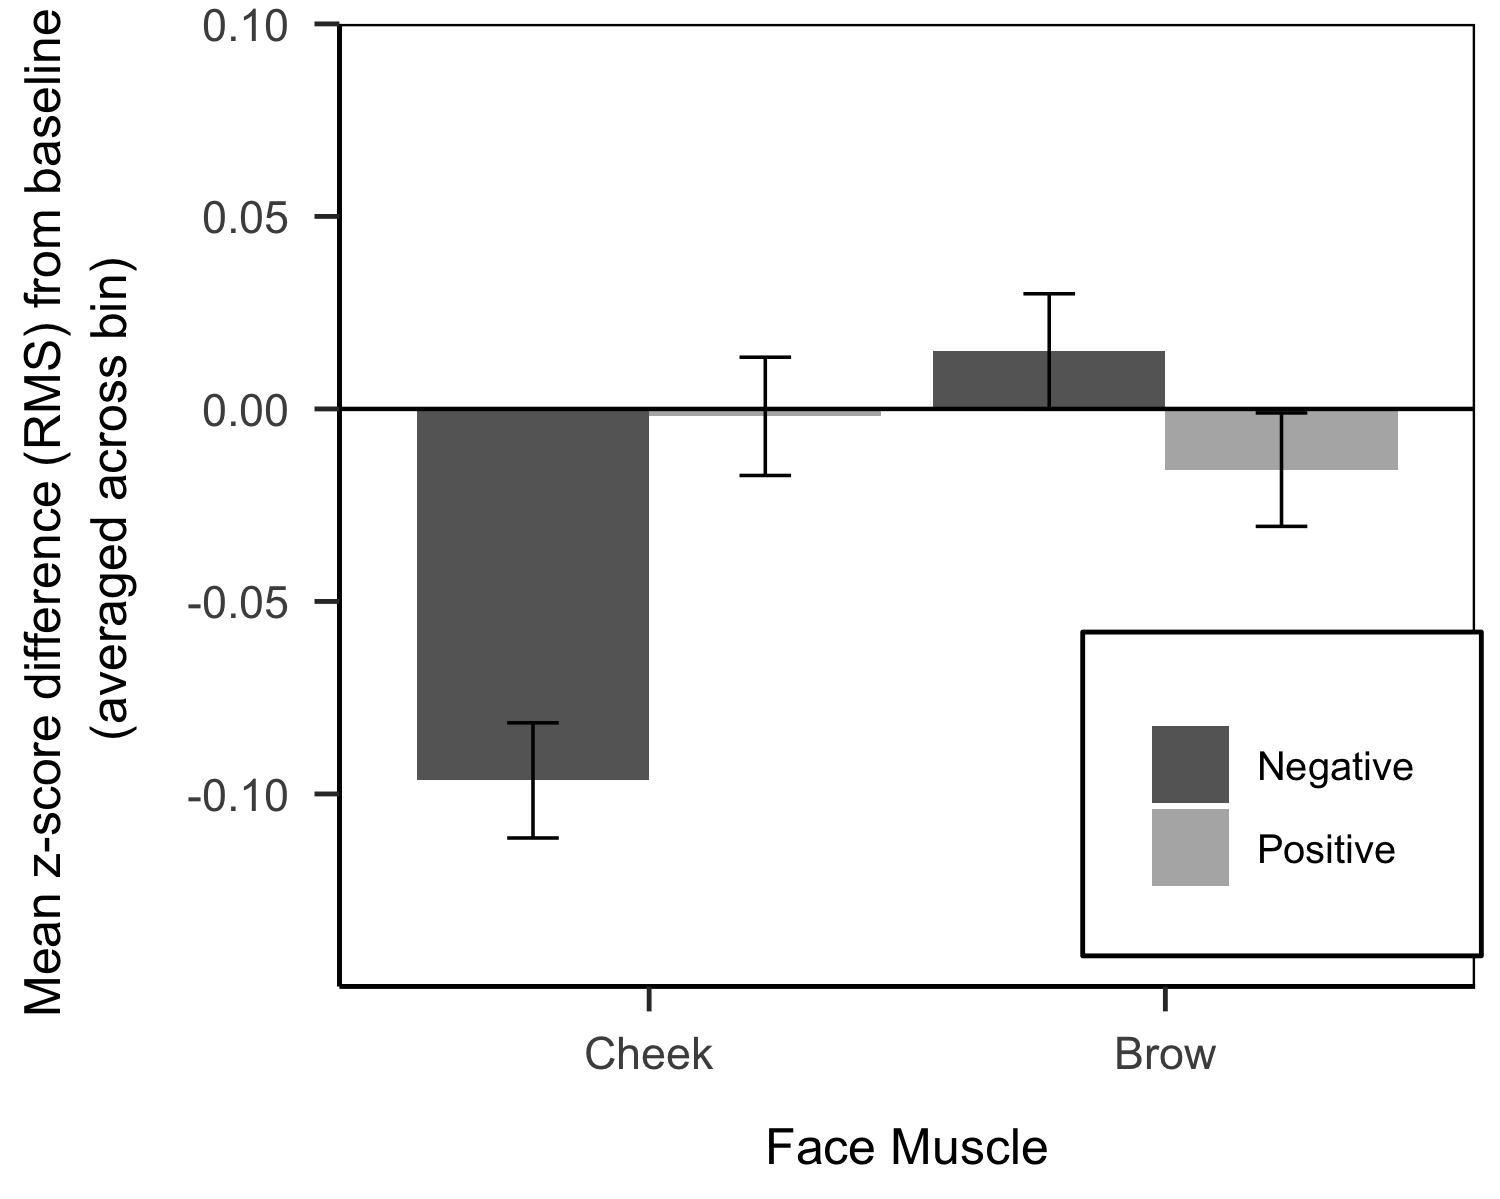 Mean z-score difference (RMS) from baseline
(averaged across bin)
0.10
0.05
0.00
-0.05
-0.10
Negative
Positive
Cheek
Brow
Face Muscle